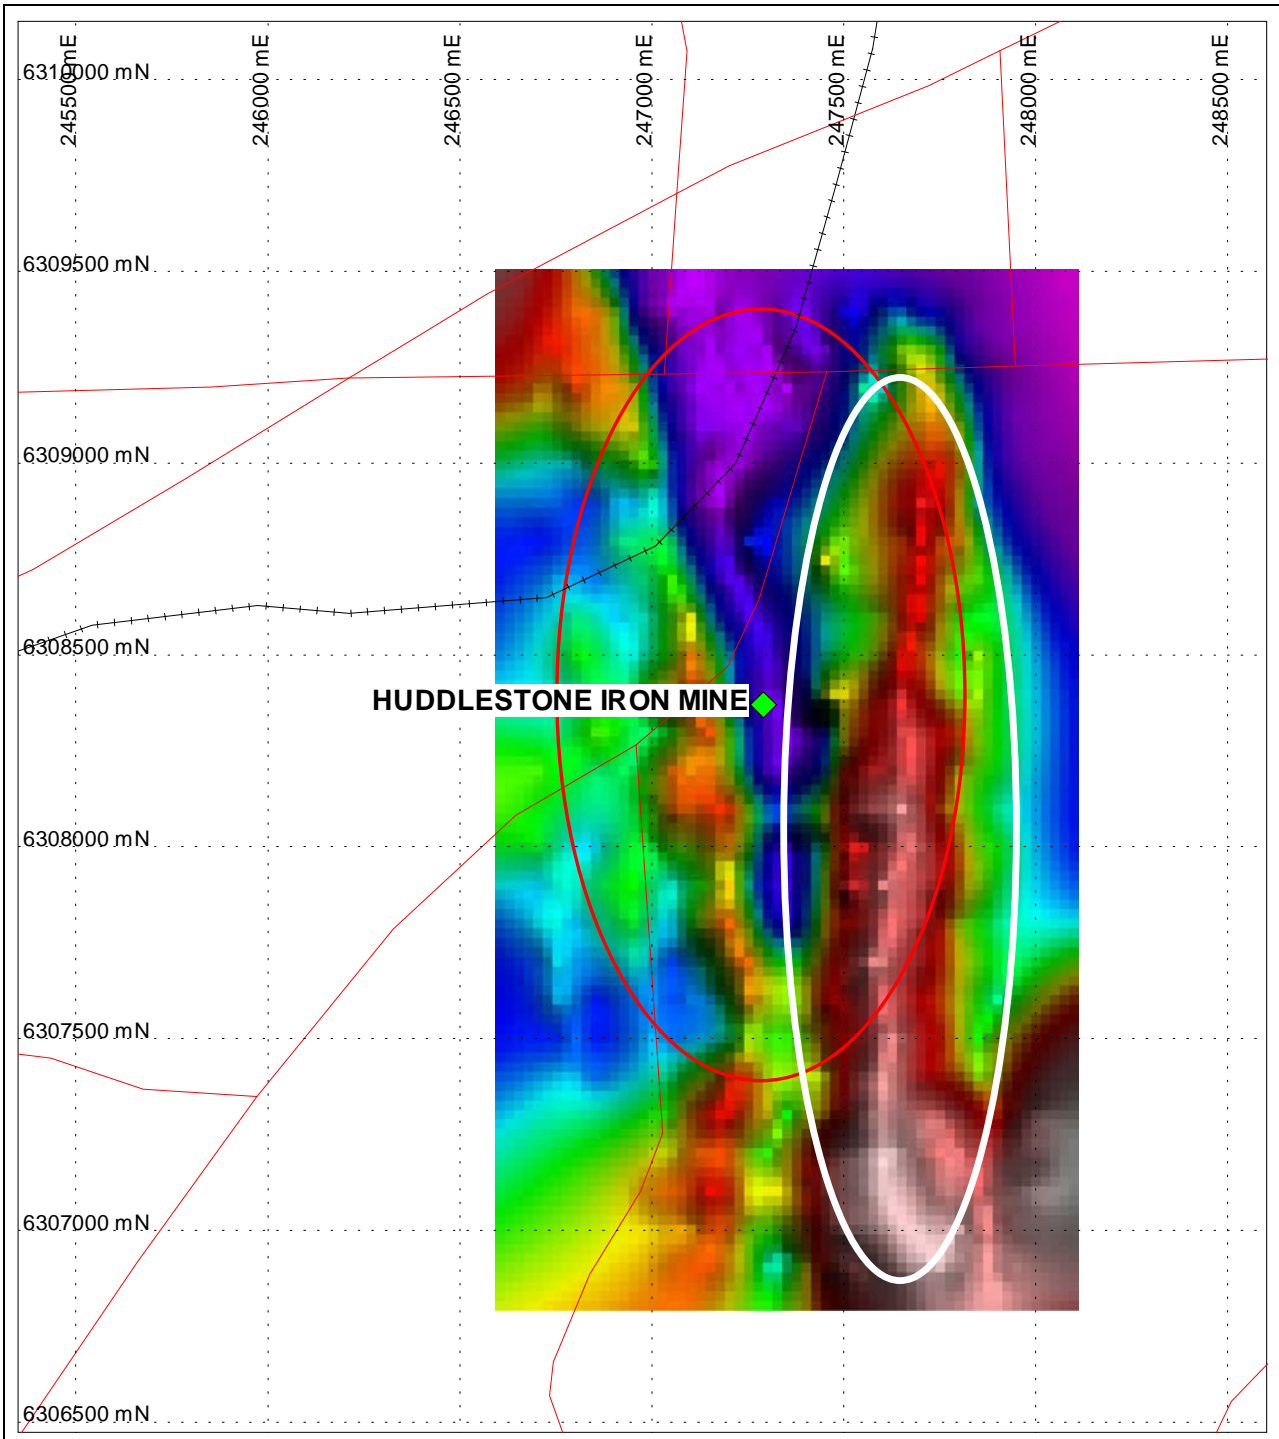 245500 mE
246000 mE
246500 mE
247000 mE
247500 mE
248000 mE
248500 mE
6310000 mN
6309500 mN
6309000 mN
6308500 mN
HUDDLESTONE IRON MINE
6308000 mN
6307500 mN
6307000 mN
6306500 mN